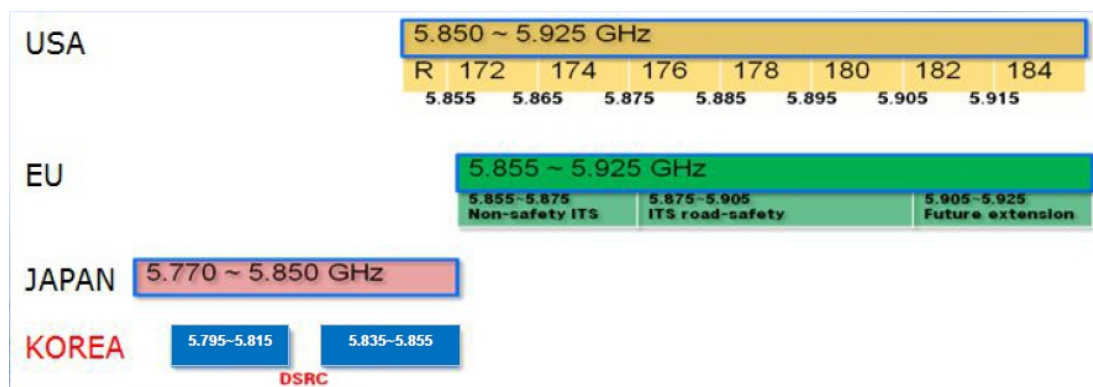 USA
5.850 ~ 5.925 GHz
R 172 174 176 178 180 182 184
5.855 5.865 5.875 5.885 5.895 5.905 5.915
EU
5.855 ~ 5.925 GHz
5.855~5.875 5.875~5.905 5.905~5.925
Non-safety ITS ITS road-safety Future extension
JAPAN
5.770 ~ 5.850 GHz
KOREA
5.795~5.815 5.835~5.855
DSRC